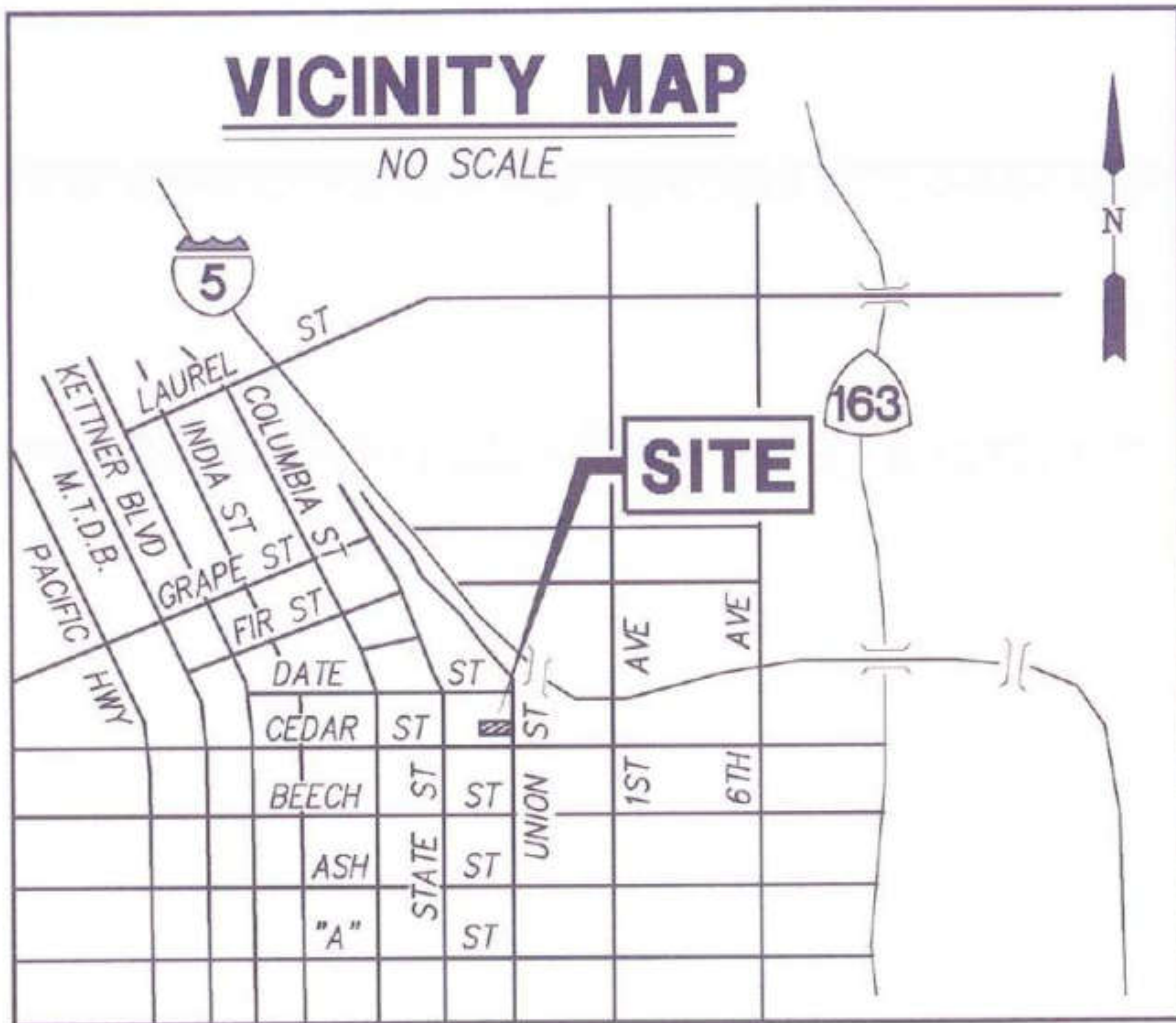 VICINITY MAP
NO SCALE
N
5
LAUREL ST
163
SITE
KETTNER BLVD
M.T.D.B.
INDIA ST
COLUMBIA ST
PACIFIC HWY
GRAPE ST
FIR ST
DATE ST
CEDAR ST
BEECH ST
ASH ST
"A" ST
STATE ST
UNION ST
1ST AVE
6TH AVE